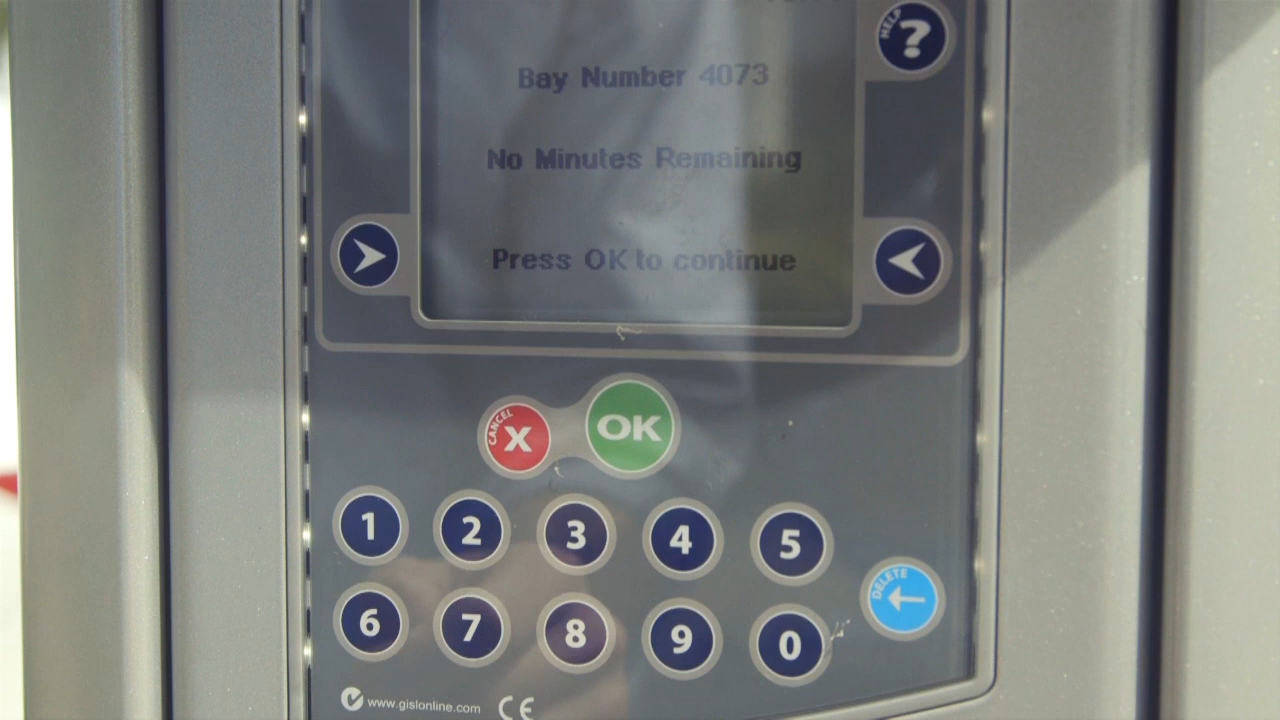 HELP ?
Bay Number 4073
No Minutes Remaining
Press OK to continue
CANCEL X
OK
1 2 3 4 5
DELETE
6 7 8 9 0
www.gislonline.com CE